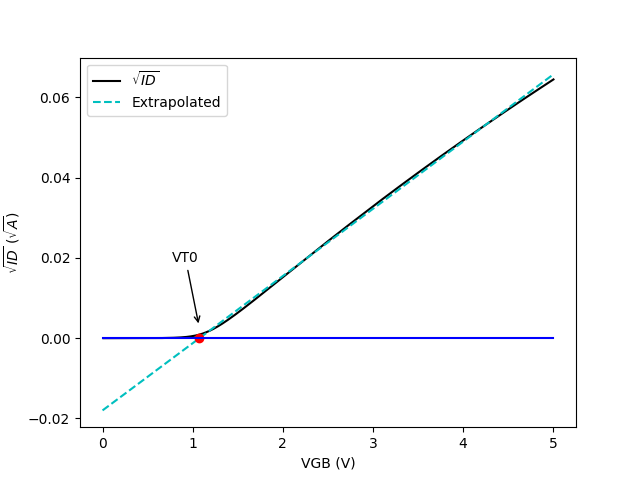 √ID
Extrapolated
0.06
0.04
0.02
0.00
−0.02
√ID (√A)
VT0
0 1 2 3 4 5
VGB (V)